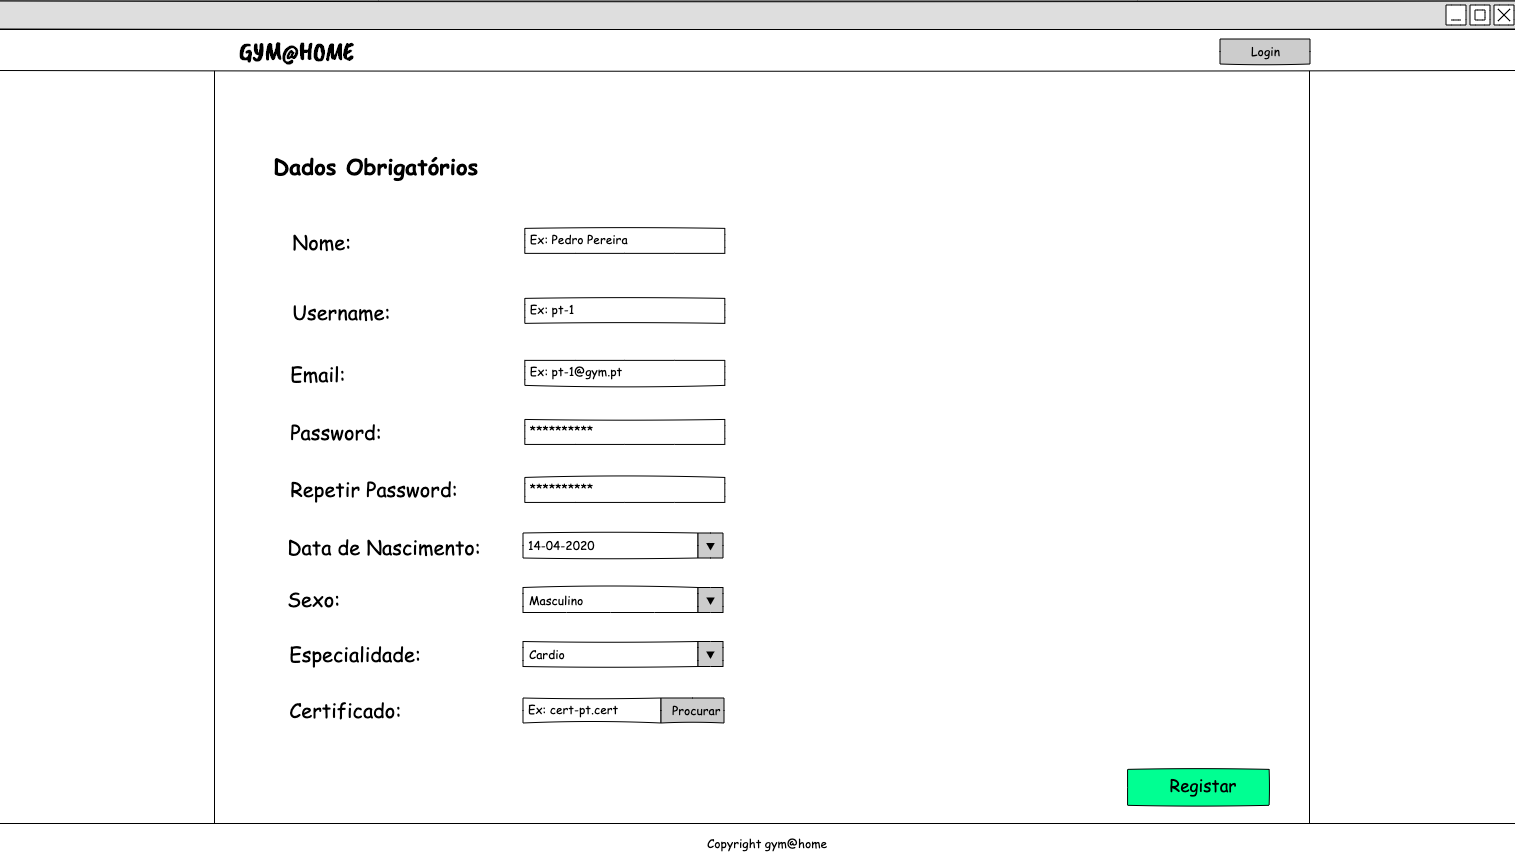 GYM@HOME
Login
Dados Obrigatórios
Nome: Ex: Pedro Pereira
Username: Ex: pt-1
Email: Ex: pt-1@gym.pt
Password: **********
Repetir Password: **********
Data de Nascimento: 14-04-2020
Sexo: Masculino
Especialidade: Cardio
Certificado: Ex: cert-pt.cert Procurar
Registar
Copyright gym@home